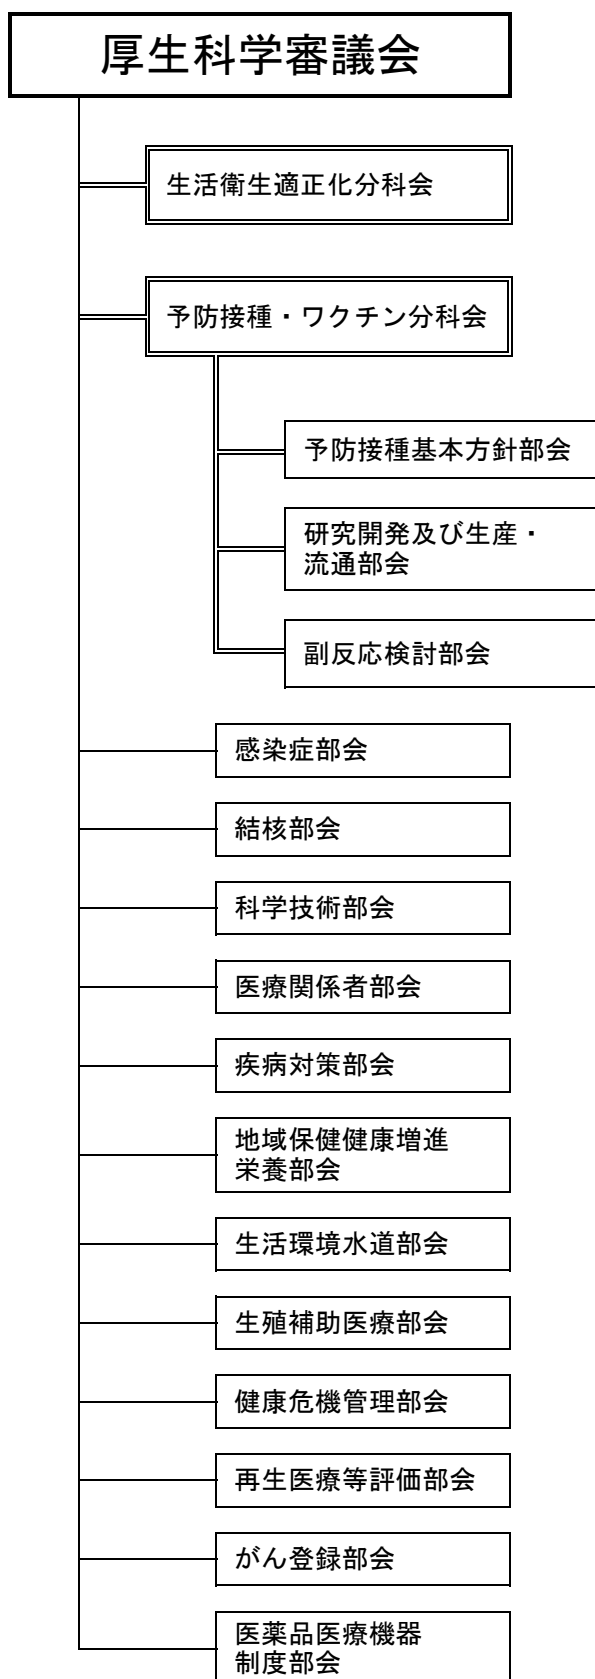 厚生科学審議会
生活衛生適正化分科会
予防接種・ワクチン分科会
予防接種基本方針部会
研究開発及び生産・
流通部会
副反応検討部会
感染症部会
結核部会
科学技術部会
医療関係者部会
疾病対策部会
地域保健健康増進
栄養部会
生活環境水道部会
生殖補助医療部会
健康危機管理部会
再生医療等評価部会
がん登録部会
医薬品医療機器
制度部会